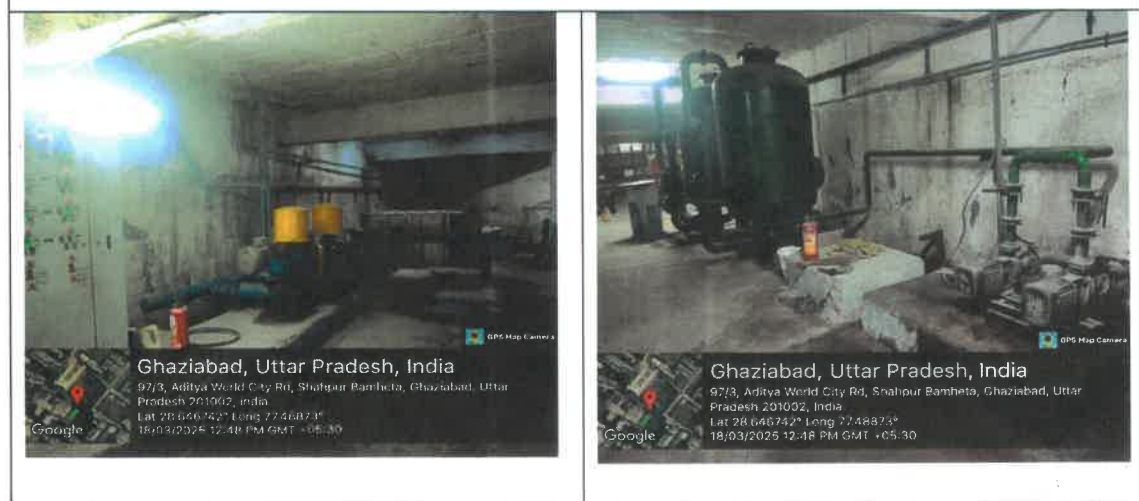 GPS Map Camera
Ghaziabad, Uttar Pradesh, India
97/3, Aditya World City Rd, Shahpur Bamheta, Ghaziabad, Uttar
Pradesh 201002, India
Lat 28.646742° Long 77.48873°
18/03/2025 12:48 PM GMT +05:30
Google
GPS Map Camera
Ghaziabad, Uttar Pradesh, India
97/3, Aditya World City Rd, Shahpur Bamheta, Ghaziabad, Uttar
Pradesh 201002, India
Lat 28.646742° Long 77.48873°
18/03/2025 12:48 PM GMT +05:30
Google